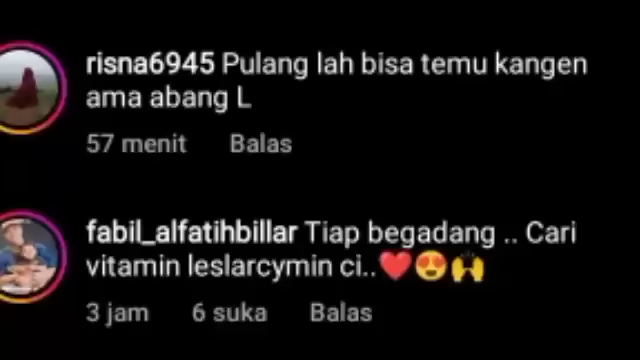 risna6945 Pulang lah bisa temu kangen
ama abang L
57 menit Balas
fabil_alfatihbillar Tiap begadang .. Cari
vitamin leslarcymin ci..❤️😍🙌
3 jam 6 suka Balas